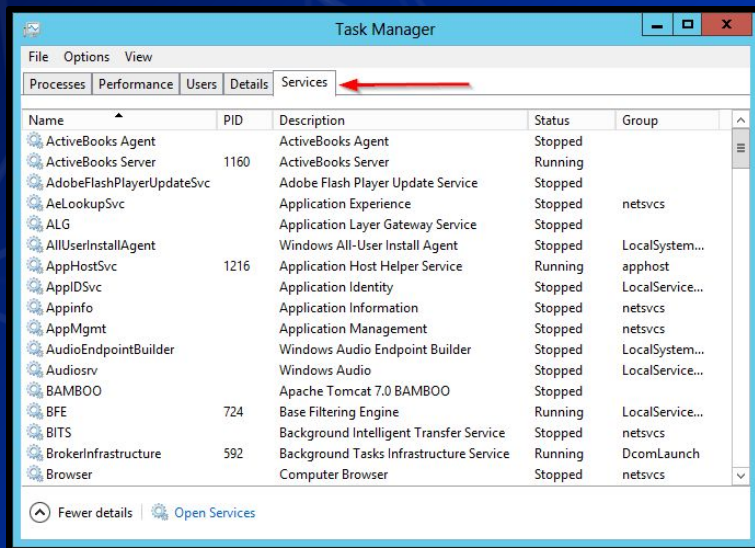 Task Manager
File Options View
Processes Performance Users Details Services
Name PID Description Status Group
ActiveBooks Agent ActiveBooks Agent Stopped
ActiveBooks Server 1160 ActiveBooks Server Running
AdobeFlashPlayerUpdateSvc Adobe Flash Player Update Service Stopped
AeLookupSvc Application Experience Stopped netsvcs
ALG Application Layer Gateway Service Stopped
AllUserInstallAgent Windows All-User Install Agent Stopped LocalSystem...
AppHostSvc 1216 Application Host Helper Service Running apphost
AppIDSvc Application Identity Stopped LocalService...
Appinfo Application Information Stopped netsvcs
AppMgmt Application Management Stopped netsvcs
AudioEndpointBuilder Windows Audio Endpoint Builder Stopped LocalSystem...
Audiosrv Windows Audio Stopped LocalService...
BAMBOO Apache Tomcat 7.0 BAMBOO Stopped
BFE 724 Base Filtering Engine Running LocalService...
BITS Background Intelligent Transfer Service Stopped netsvcs
BrokerInfrastructure 592 Background Tasks Infrastructure Service Running DcomLaunch
Browser Computer Browser Stopped netsvcs
Fewer details Open Services